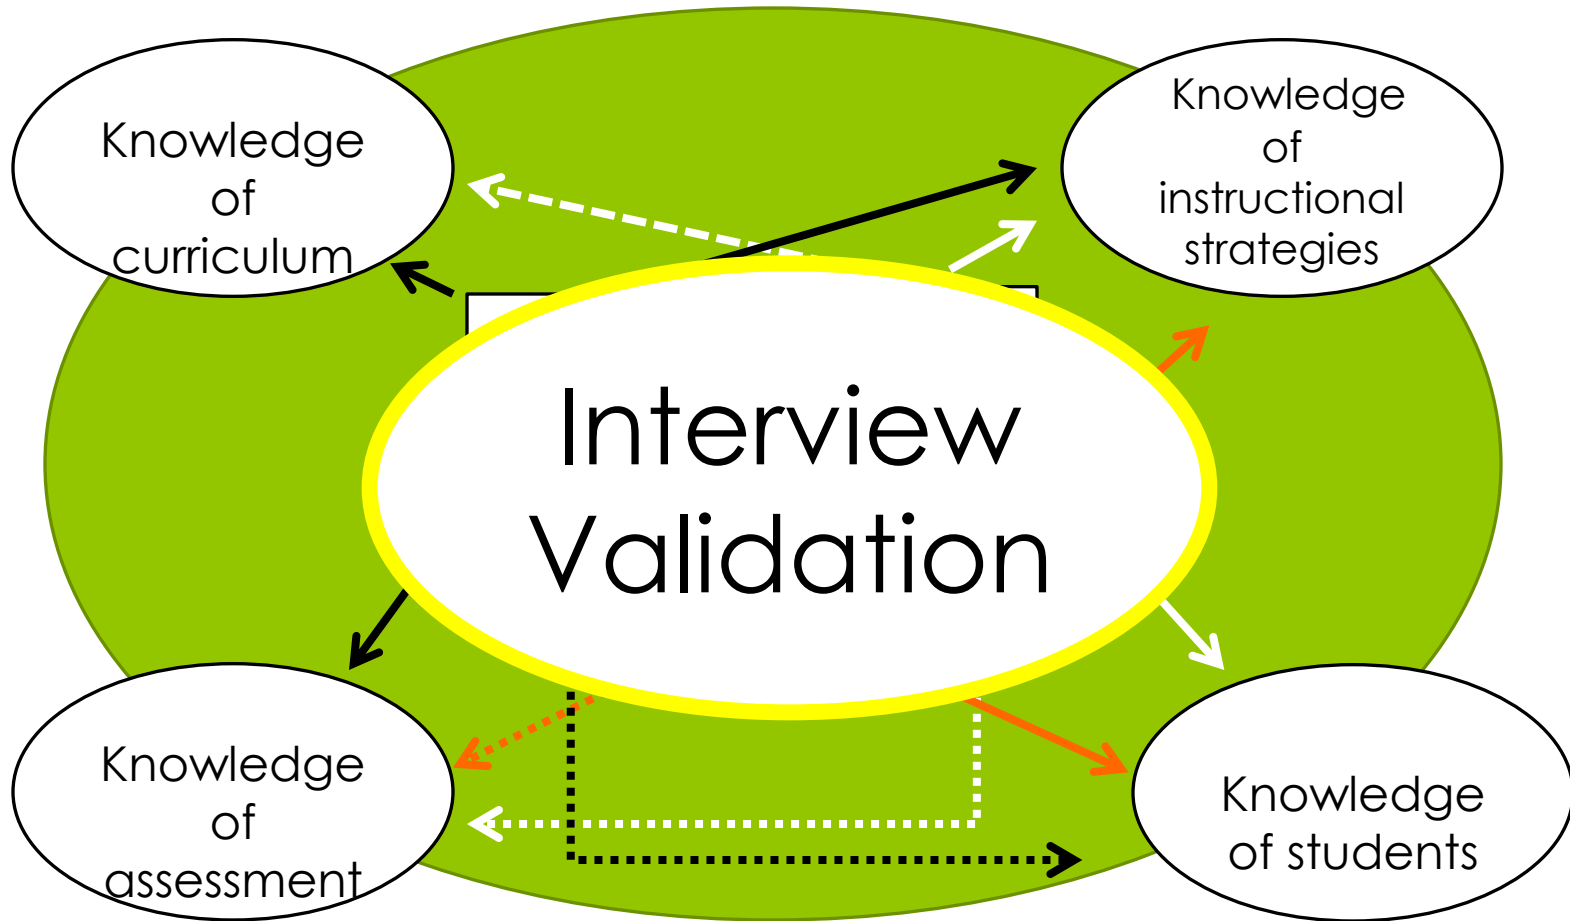 Knowledge
of
curriculum
Knowledge
of
instructional
strategies
Interview
Validation
Knowledge
of
assessment
Knowledge
of students